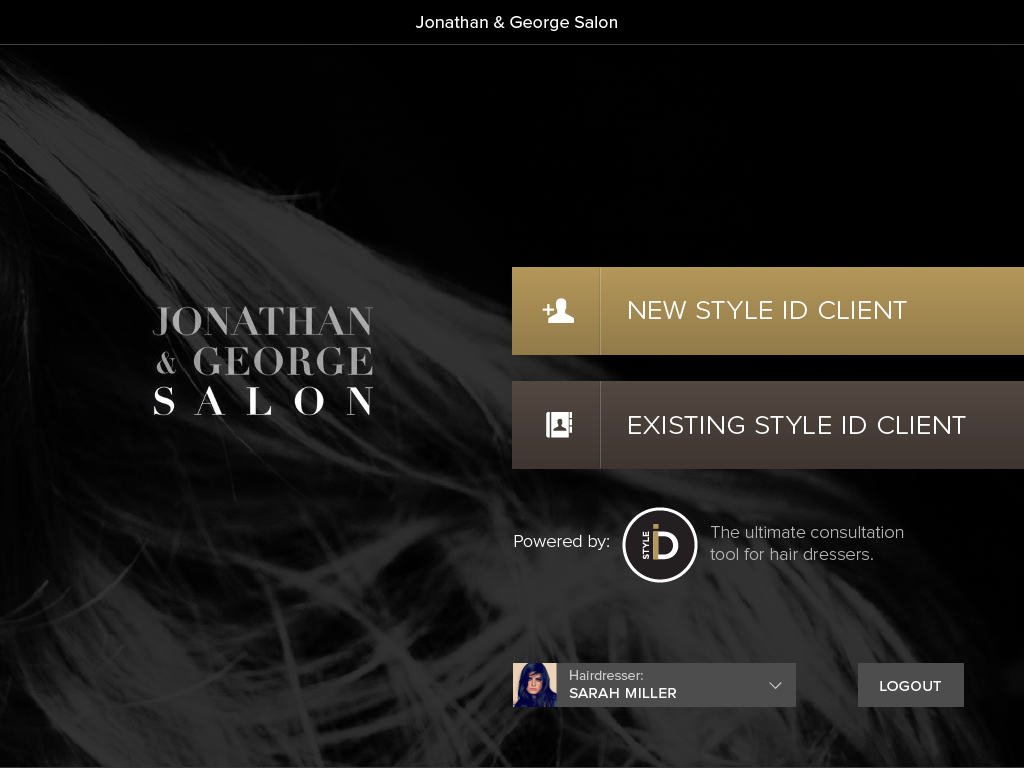 Jonathan & George Salon
JONATHAN
& GEORGE
SALON
NEW STYLE ID CLIENT
EXISTING STYLE ID CLIENT
Powered by:
STYLE
iD
The ultimate consultation
tool for hair dressers.
Hairdresser:
SARAH MILLER
LOGOUT